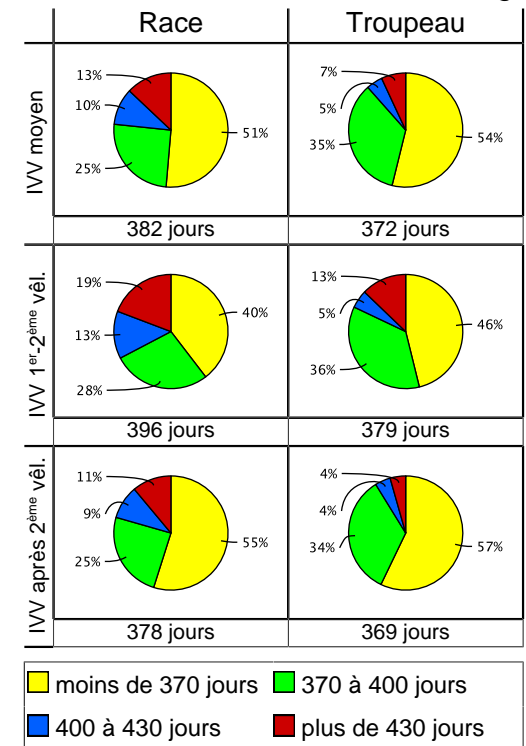 Race Troupeau
IVV moyen
13%
10%
25%
51%
7%
5%
35%
54%
382 jours 372 jours
IVV 1er-2ème vêl.
19%
13%
28%
40%
13%
5%
36%
46%
396 jours 379 jours
IVV après 2ème vêl.
11%
9%
25%
55%
4%
4%
34%
57%
378 jours 369 jours
moins de 370 jours 370 à 400 jours
400 à 430 jours plus de 430 jours